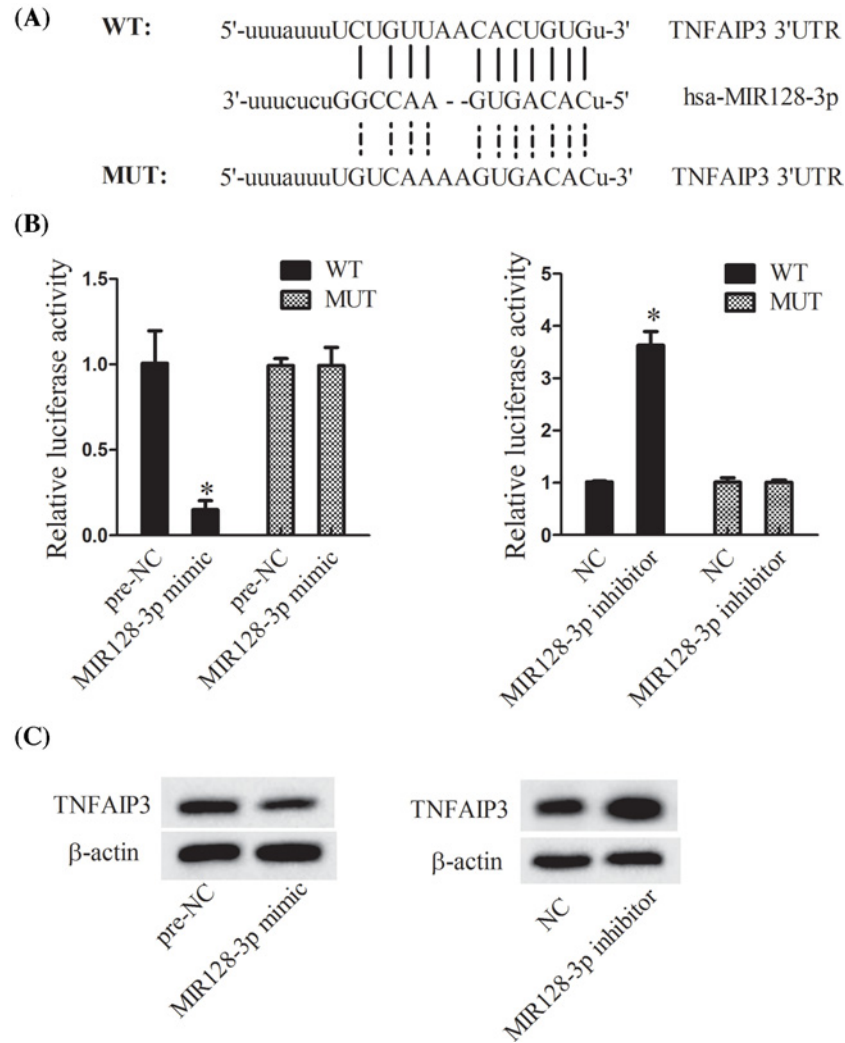 (A)
WT: 5'-uuuauuuUCUGUUAACACUGUGu-3' TNFAIP3 3'UTR
3'-uuucucuGGCCAA - -GUGACACu-5' hsa-MIR128-3p
MUT: 5'-uuuauuuUGUCAAAAGUGACACu-3' TNFAIP3 3'UTR
(B)
Relative luciferase activity
1.5
1.0
0.5
0.0
WT
MUT
*
pre-NC
MIR128-3p mimic
pre-NC
MIR128-3p mimic
Relative luciferase activity
5
4
3
2
1
0
WT
MUT
*
NC
MIR128-3p inhibitor
NC
MIR128-3p inhibitor
(C)
TNFAIP3
β-actin
pre-NC
MIR128-3p mimic
TNFAIP3
β-actin
NC
MIR128-3p inhibitor